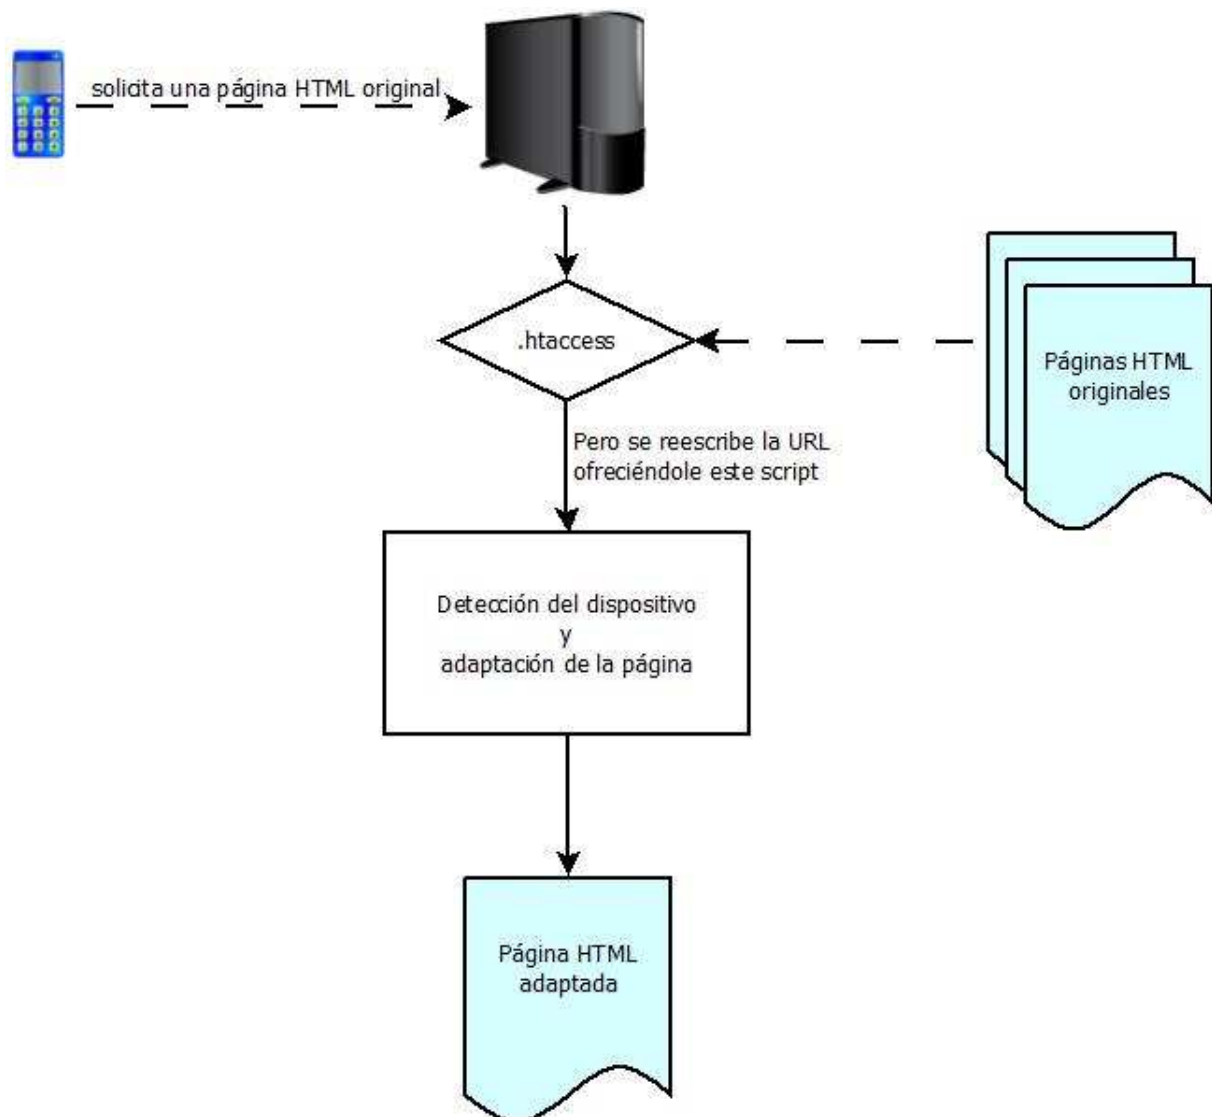 solicita una página HTML original
.htaccess
Páginas HTML
originales
Pero se reescribe la URL
ofreciéndole este script
Detección del dispositivo
y
adaptación de la página
Página HTML
adaptada